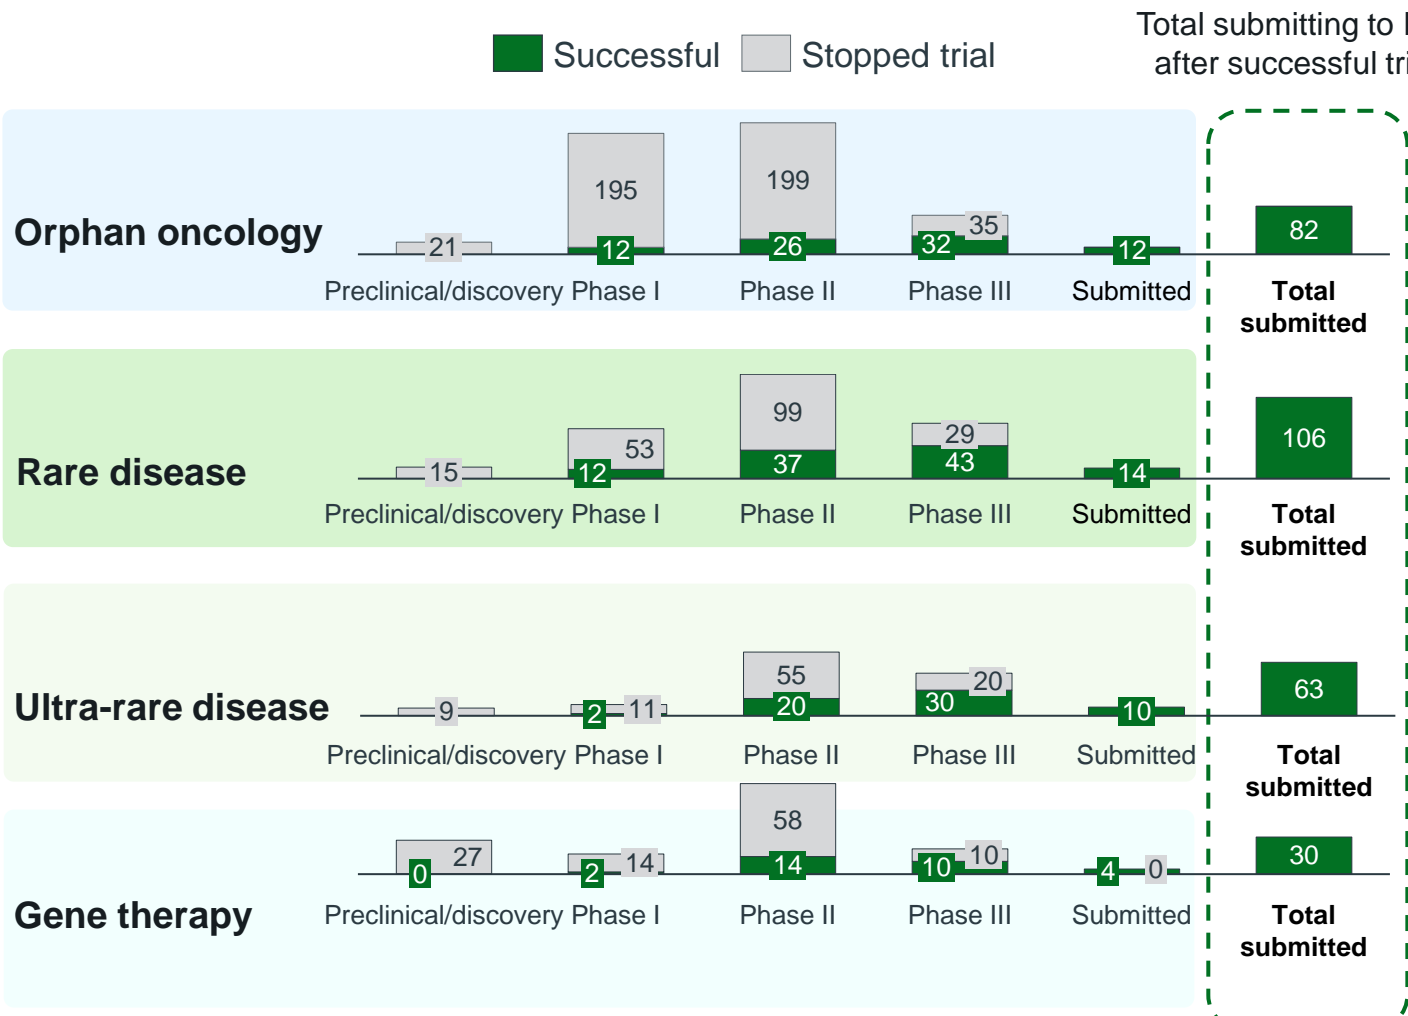 Total submitting to
after successful
Successful
Stopped trial
Orphan oncology
21
195
12
199
26
35
32
12
82
Preclinical/discovery
Phase I
Phase II
Phase III
Submitted
Total
submitted
Rare disease
15
53
12
99
37
29
43
14
106
Preclinical/discovery
Phase I
Phase II
Phase III
Submitted
Total
submitted
Ultra-rare disease
9
2
11
55
20
20
30
10
63
Preclinical/discovery
Phase I
Phase II
Phase III
Submitted
Total
submitted
Gene therapy
0
27
2
14
58
14
10
10
4
0
30
Preclinical/discovery
Phase I
Phase II
Phase III
Submitted
Total
submitted